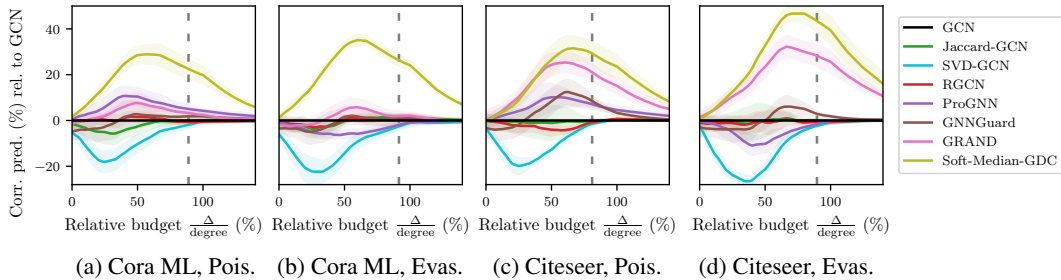 Corr. pred. (%) rel. to GCN
40
20
0
−20
0 50 100
0 50 100
0 50 100
0 50 100
Relative budget Δ/degree (%)
Relative budget Δ/degree (%)
Relative budget Δ/degree (%)
Relative budget Δ/degree (%)
(a) Cora ML, Pois.
(b) Cora ML, Evas.
(c) Citeseer, Pois.
(d) Citeseer, Evas.
GCN
Jaccard-GCN
SVD-GCN
RGCN
ProGNN
GNNGuard
GRAND
Soft-Median-GDC